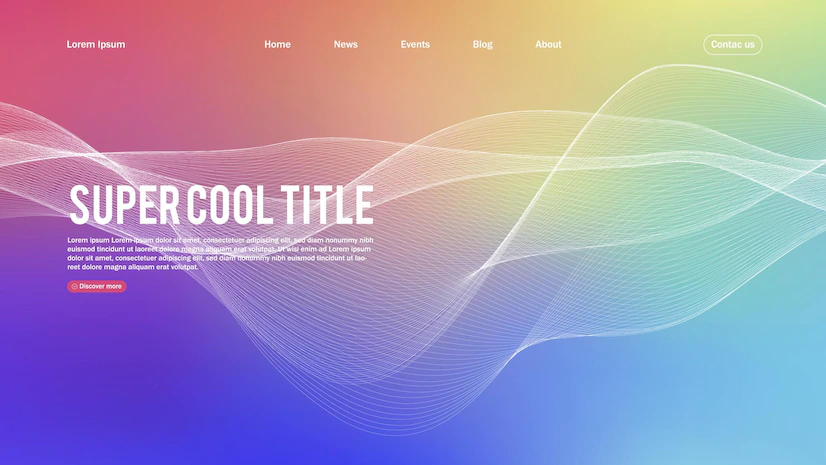 Lorem Ipsum
Home
News
Events
Blog
About
Contac us
SUPER COOL TITLE
Lorem ipsum Lorem ipsum dolor sit amet, consectetuer adipiscing elit, sed diam nonummy nibh
euismod tincidunt ut laoreet dolore magna aliquam erat volutpat. Ut wisi enim ad Lorem ipsum
dolor sit amet, consectetuer adipiscing elit, sed diam nonummy nibh euismod tincidunt ut lao-
reet dolore magna aliquam erat volutpat.
Discover more